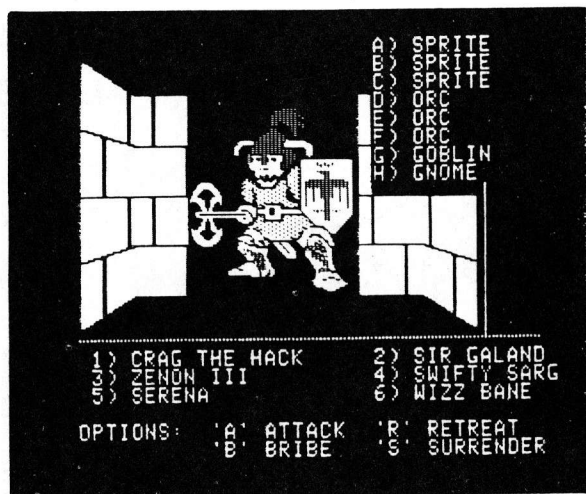 A) SPRITE
B) SPRITE
C) SPRITE
D) ORC
E) ORC
F) ORC
G) GOBLIN
H) GNOME
1) CRAG THE HACK 2) SIR GALAND
3) ZENON III 4) SWIFTY SARG
5) SERENA 6) WIZZ BANE
OPTIONS: 'A' ATTACK 'R' RETREAT
'B' BRIBE 'S' SURRENDER